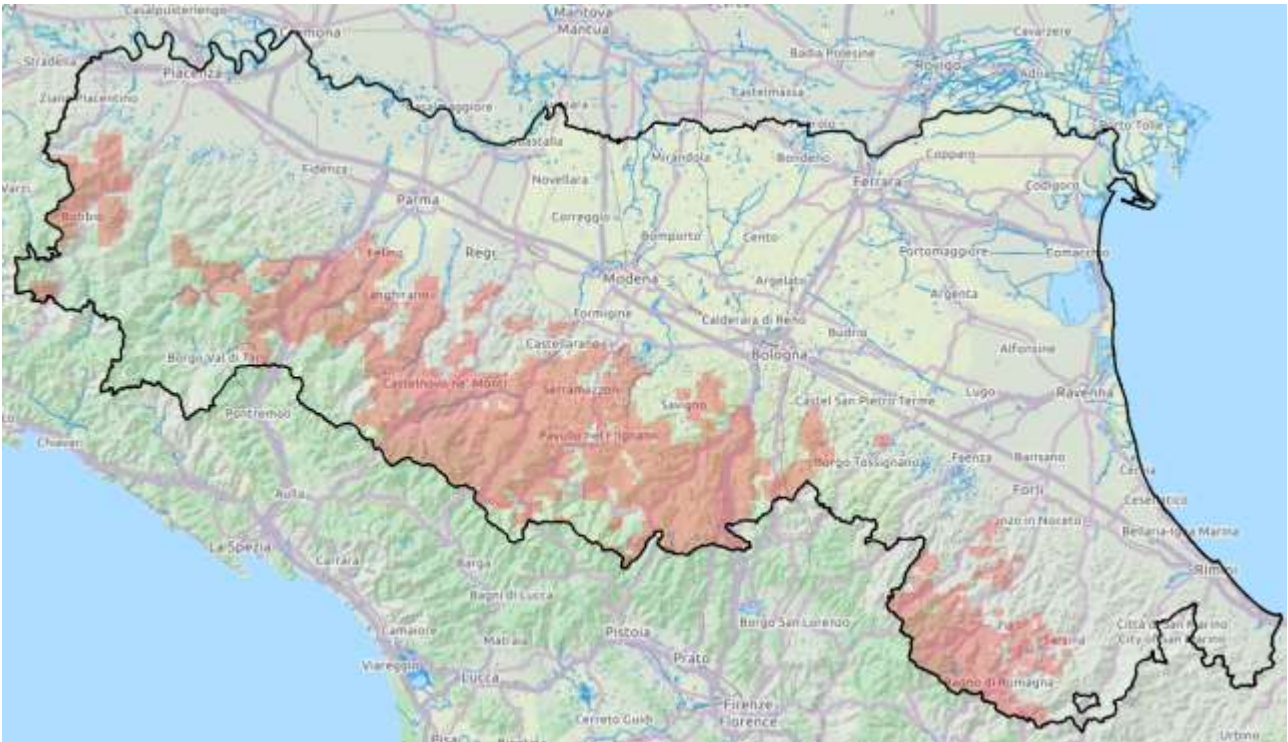 Casalpusterlengo
Mantova
Mantua
Cavarzere
Stradella
Piacenza
Badia Polesine
Rovigo
Adria
Castelmassa
Ziano Piacentino
Casalmaggiore
Guastalla
Porto Tolle
Mirandola
Bondeno
Copparo
Varzi
Fidenza
Novellara
Ferrara
Codigoro
Parma
Bobbio
Correggio
Bomporto
Cento
Portomaggiore
Comacchio
Felino
Modena
Argelato
Langhirano
Argenta
Formigine
Calderara di Reno
Budrio
Castellarano
Bologna
Alfonsine
Borgo Val di Taro
Castelnovo ne' Monti
Serramazzoni
Savigno
Castel San Pietro Terme
Lugo
Ravenna
Pontremoli
Chiavari
Pavullo nel Frignano
Borgo Tossignano
Faenza
Aulla
Forlì
Cesenatico
Bellaria-Igea Marina
La Spezia
Carrara
Barga
Rimini
Bagni di Lucca
Camaiore
Matraia
Pistoia
Borgo San Lorenzo
Città di San Marino
City of San Marino
Sarsina
Viareggio
Prato
Lucca
Bagno di Romagna
Firenze
Florence
Cerreto Guidi
Urbino